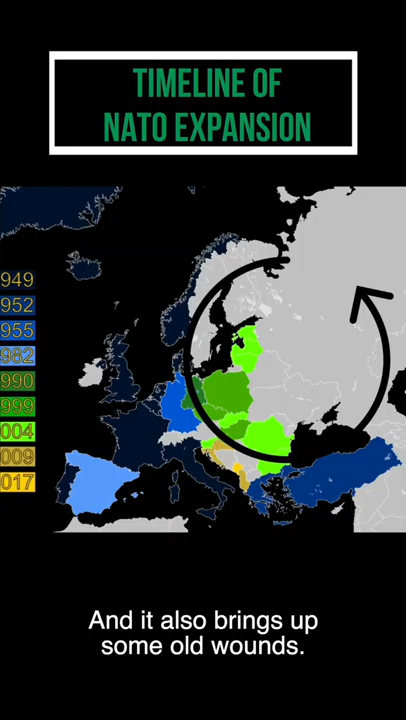 TIMELINE OF
NATO EXPANSION
949
952
955
982
990
999
004
009
017
And it also brings up
some old wounds.